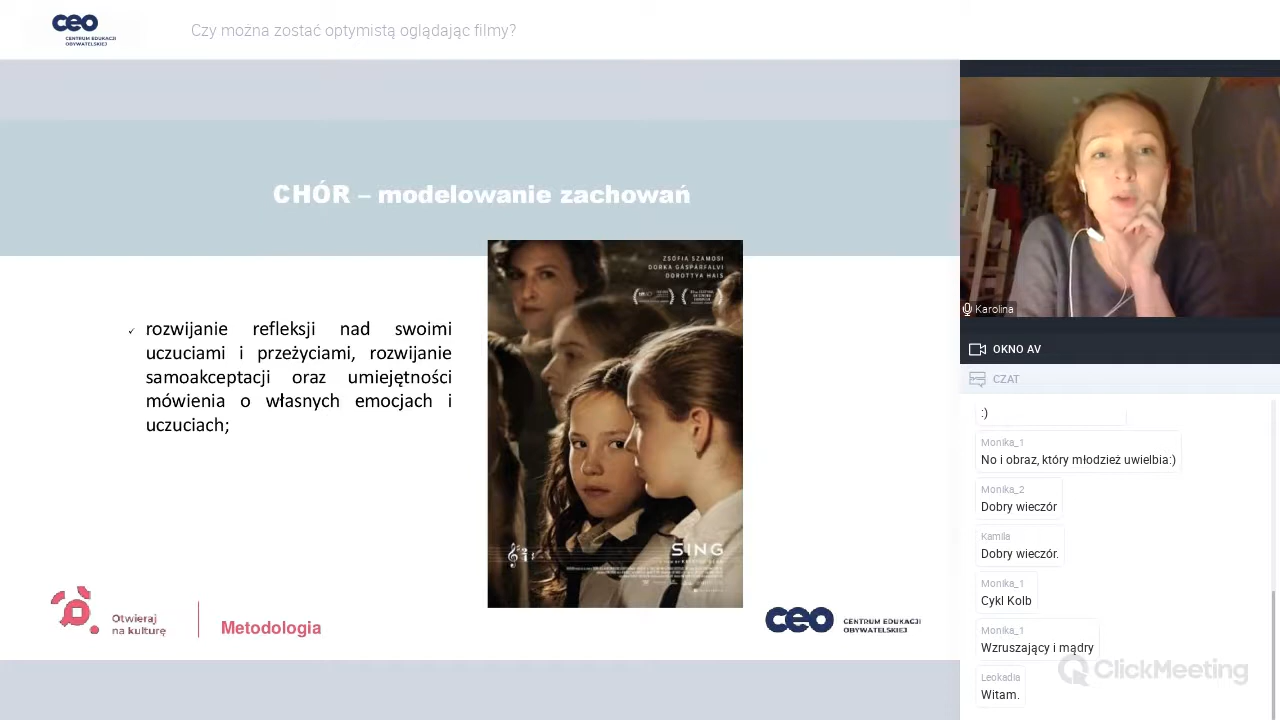 ceo
CENTRUM EDUKACJI
OBYWATELSKIEJ
Czy można zostać optymistą oglądając filmy?
CHÓR – modelowanie zachowań
✓ rozwijanie refleksji nad swoimi
uczuciami i przeżyciami, rozwijanie
samoakceptacji oraz umiejętności
mówienia o własnych emocjach i
uczuciach;
ZSÓFIA SZAMOSI
DORKA GÁSPÁRFALVI
DOROTTYA HAIS
SING
Otwieraj
na kulturę
Metodologia
ceo
CENTRUM EDUKACJI
OBYWATELSKIEJ
Karolina
OKNO AV
CZAT
:)
Monika_1
No i obraz, który młodzież uwielbia:)
Monika_2
Dobry wieczór
Kamila
Dobry wieczór.
Monika_1
Cykl Kolb
Monika_1
Wzruszający i mądry
Leokadia
Witam.
ClickMeeting